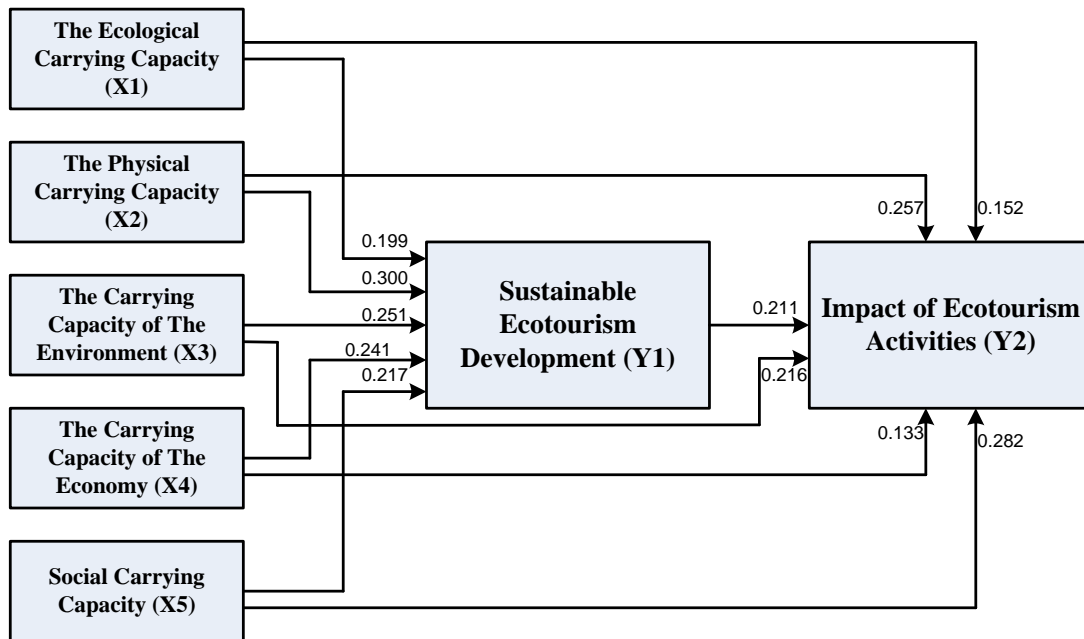 The Ecological
Carrying Capacity
(X1)
The Physical
Carrying Capacity
(X2)
The Carrying
Capacity of The
Environment (X3)
The Carrying
Capacity of The
Economy (X4)
Social Carrying
Capacity (X5)
0.199
0.300
0.251
0.241
0.217
Sustainable
Ecotourism
Development (Y1)
0.257
0.152
0.211
0.216
0.133
0.282
Impact of Ecotourism
Activities (Y2)